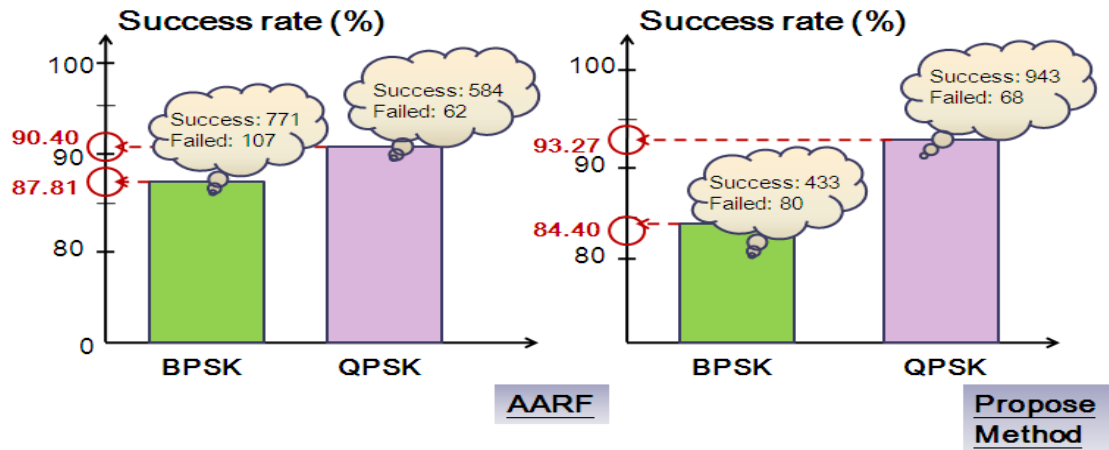 Success rate (%)
100
90.40
90
87.81
80
0
Success: 771
Failed: 107
Success: 584
Failed: 62
BPSK
QPSK
AARF
Success rate (%)
100
93.27
90
84.40
80
Success: 433
Failed: 80
Success: 943
Failed: 68
BPSK
QPSK
Propose
Method